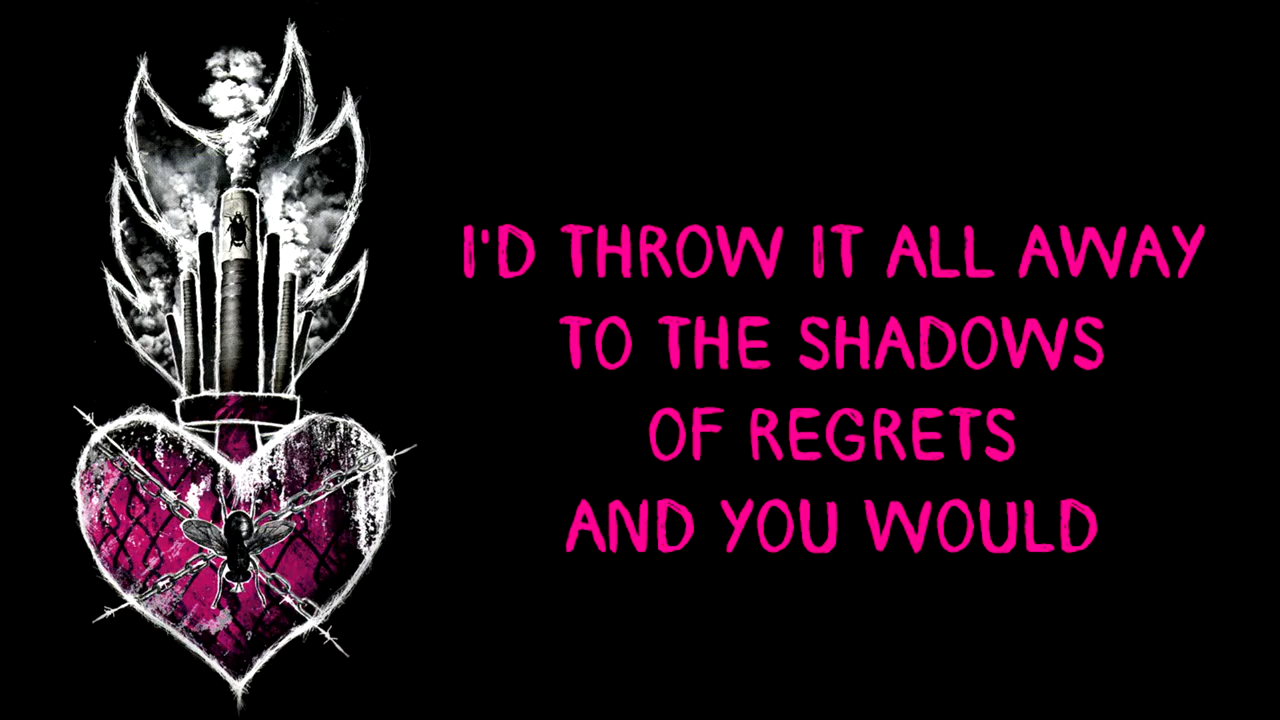 I'D THROW IT ALL AWAY
TO THE SHADOWS
OF REGRETS
AND YOU WOULD